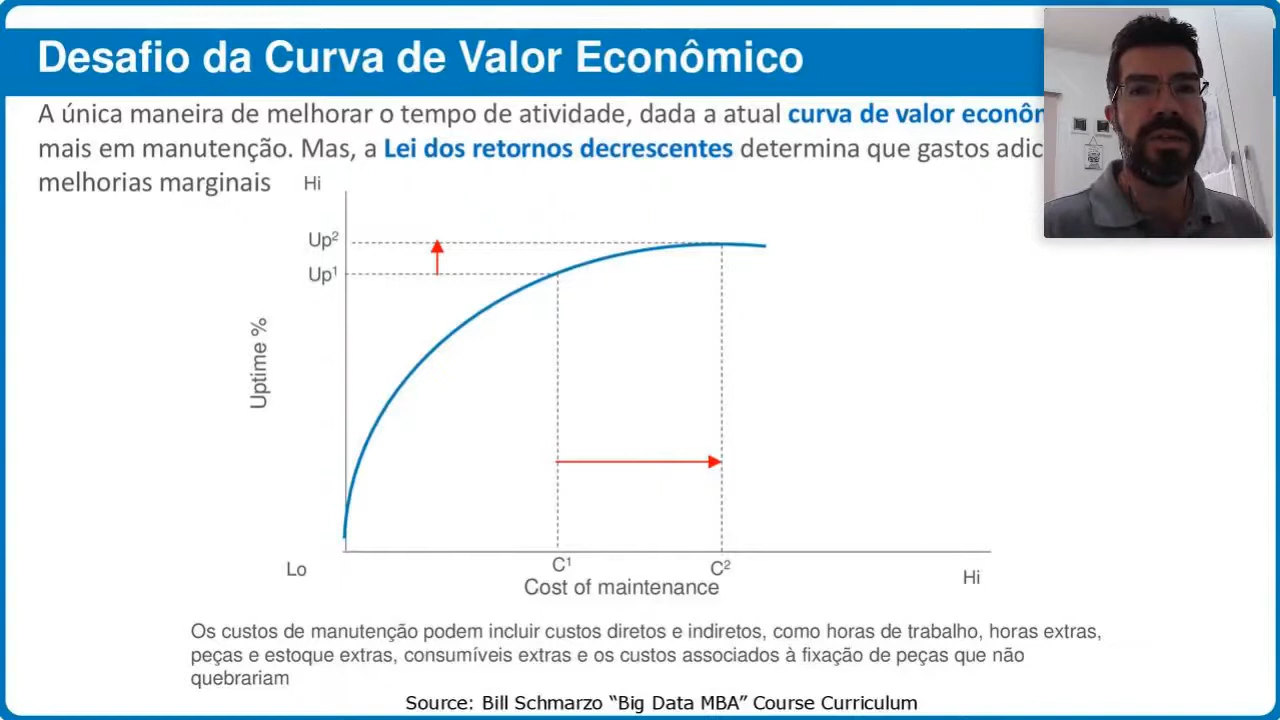 Desafio da Curva de Valor Econômico
A única maneira de melhorar o tempo de atividade, dada a atual curva de valor
mais em manutenção. Mas, a Lei dos retornos decrescentes determina que gastos
melhorias marginais
Hi
Up²
Up¹
Uptime %
Lo
C¹
C²
Hi
Cost of maintenance
Os custos de manutenção podem incluir custos diretos e indiretos, como horas de trabalho, horas extras,
peças e estoque extras, consumíveis extras e os custos associados à fixação de peças que não
quebrariam
Source: Bill Schmarzo “Big Data MBA” Course Curriculum